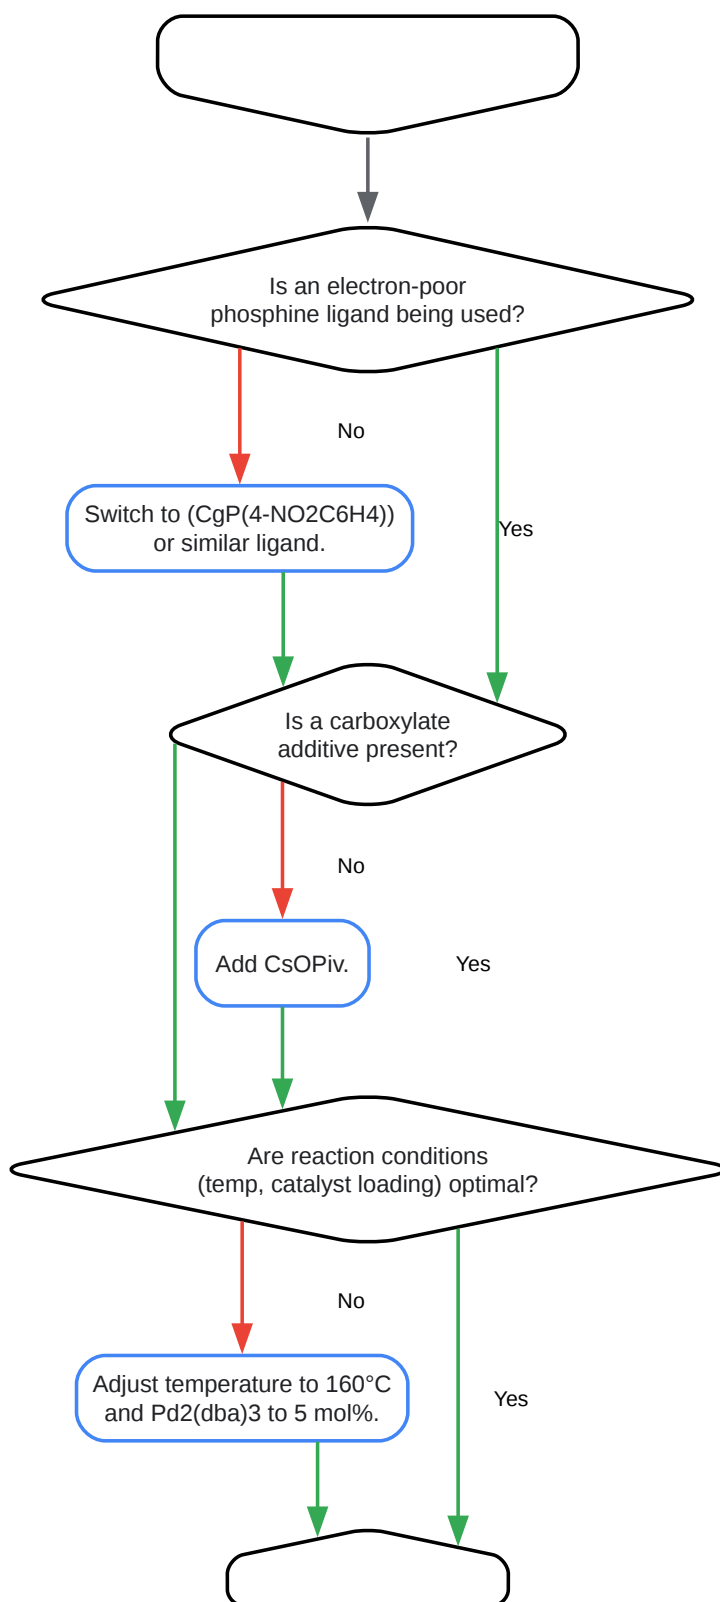 Is an electron-poor
phosphine ligand being used?
No
Switch to (CgP(4-NO2C6H4))
or similar ligand.
Yes
Is a carboxylate
additive present?
No
Add CsOPiv.
Yes
Are reaction conditions
(temp, catalyst loading) optimal?
No
Adjust temperature to 160°C
and Pd2(dba)3 to 5 mol%.
Yes